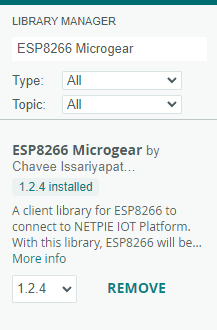 LIBRARY MANAGER
ESP8266 Microgear
Type: All
Topic: All
ESP8266 Microgear by
Chavee Issariyapat...
1.2.4 installed
A client library for ESP8266 to
connect to NETPIE IOT Platform.
With this library, ESP8266 will be...
More info
1.2.4 REMOVE